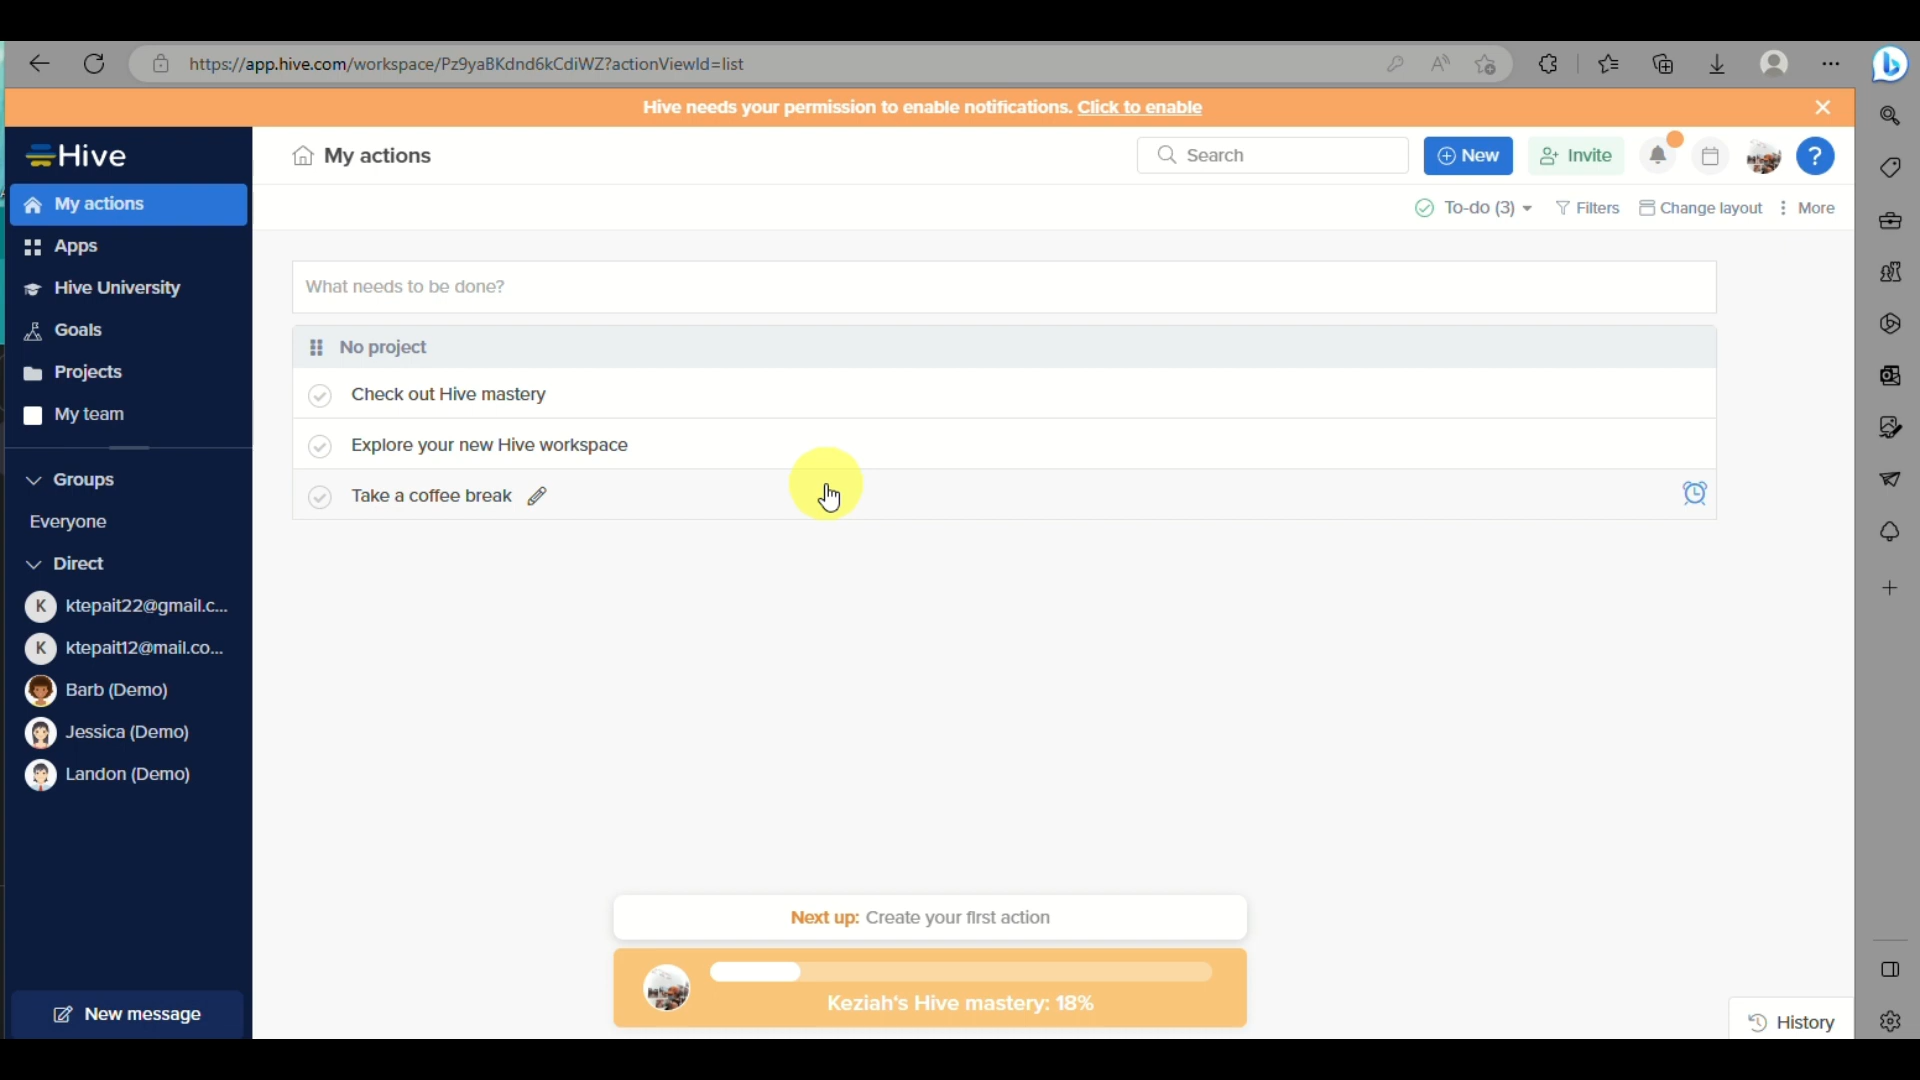 https://app.hive.com/workspace/Pz9yaBKdnd6kCdiWZ?actionViewId=list
Hive needs your permission to enable notifications. Click to enable
Hive
My actions
Search
New
Invite
?
My actions
To-do (3)
Filters
Change layout
More
Apps
Hive University
Goals
Projects
My team
Groups
Everyone
Direct
K ktepait22@gmail.c...
K ktepait12@mail.co...
Barb (Demo)
Jessica (Demo)
Landon (Demo)
New message
What needs to be done?
No project
Check out Hive mastery
Explore your new Hive workspace
Take a coffee break
Next up: Create your first action
Keziah's Hive mastery: 18%
History